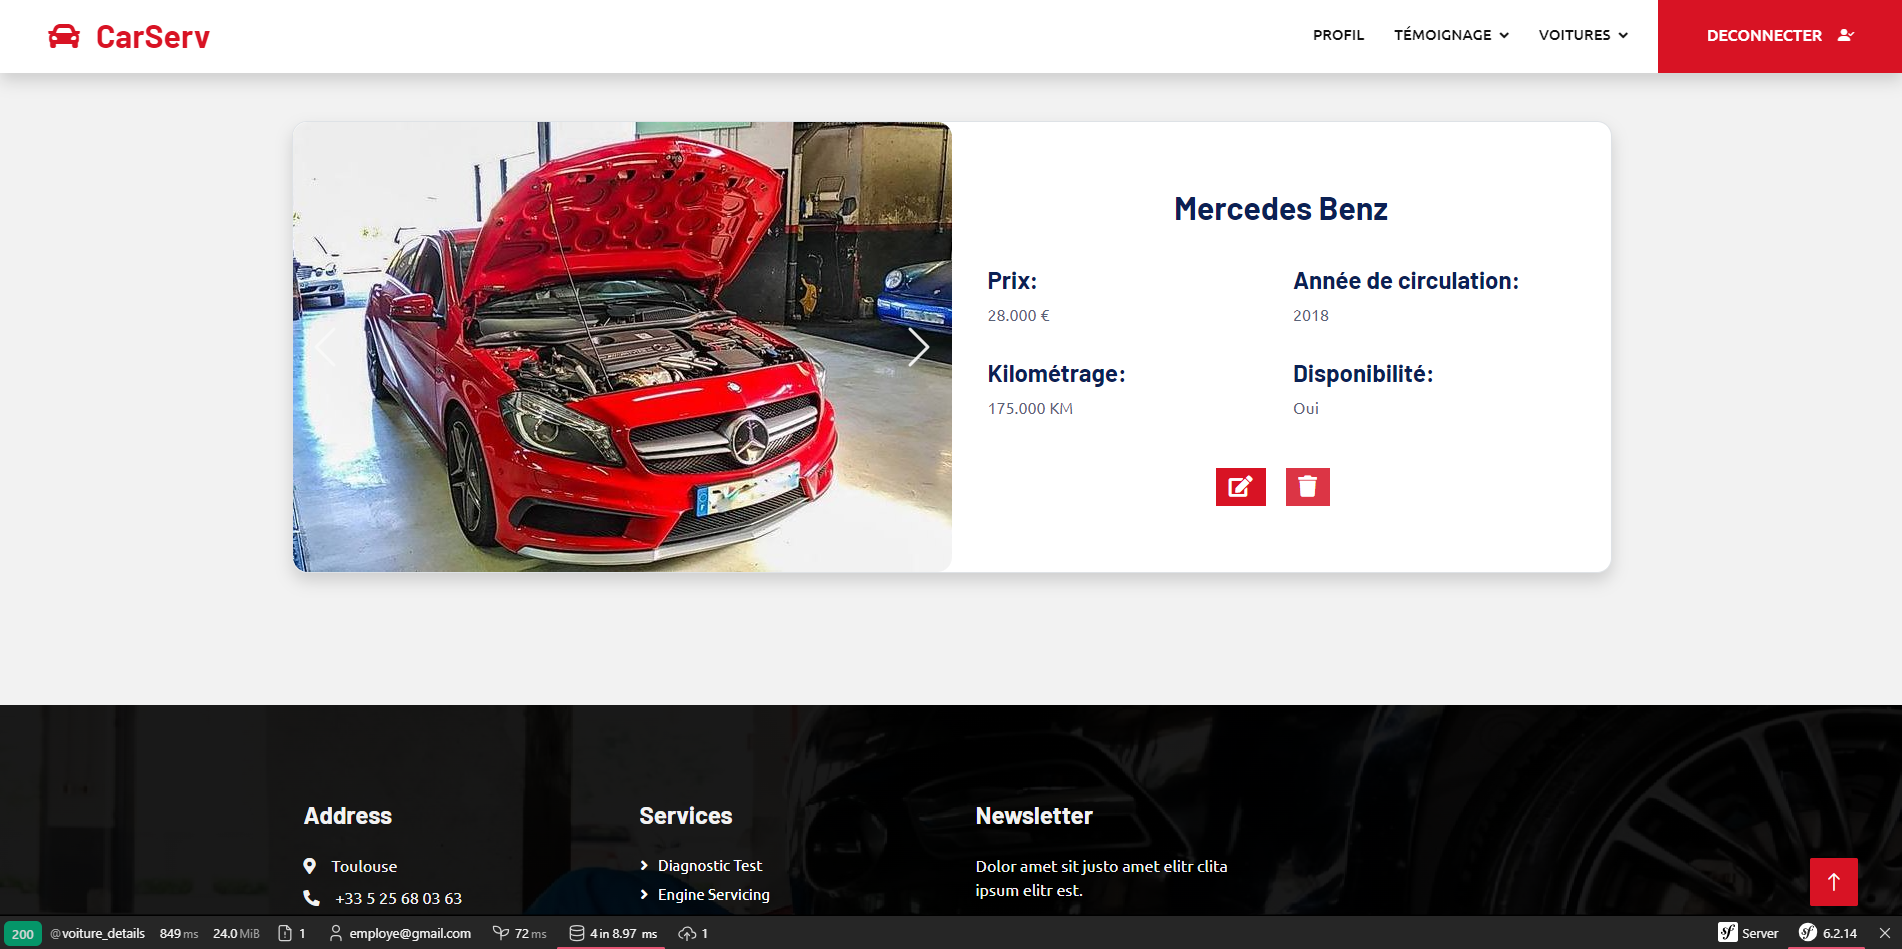 CarServ
PROFIL
TÉMOIGNAGE
VOITURES
DECONNECTER
Mercedes Benz
Prix:
28.000 €
Année de circulation:
2018
Kilométrage:
175.000 KM
Disponibilité:
Oui
Address
Toulouse
+33 5 25 68 03 63
Services
Diagnostic Test
Engine Servicing
Newsletter
Dolor amet sit justo amet elitr clita
ipsum elitr est.
200 @voiture_details 849 ms 24.0 MiB 1 employe@gmail.com 72 ms 4 in 8.97 ms 1 sf Server sf 6.2.14